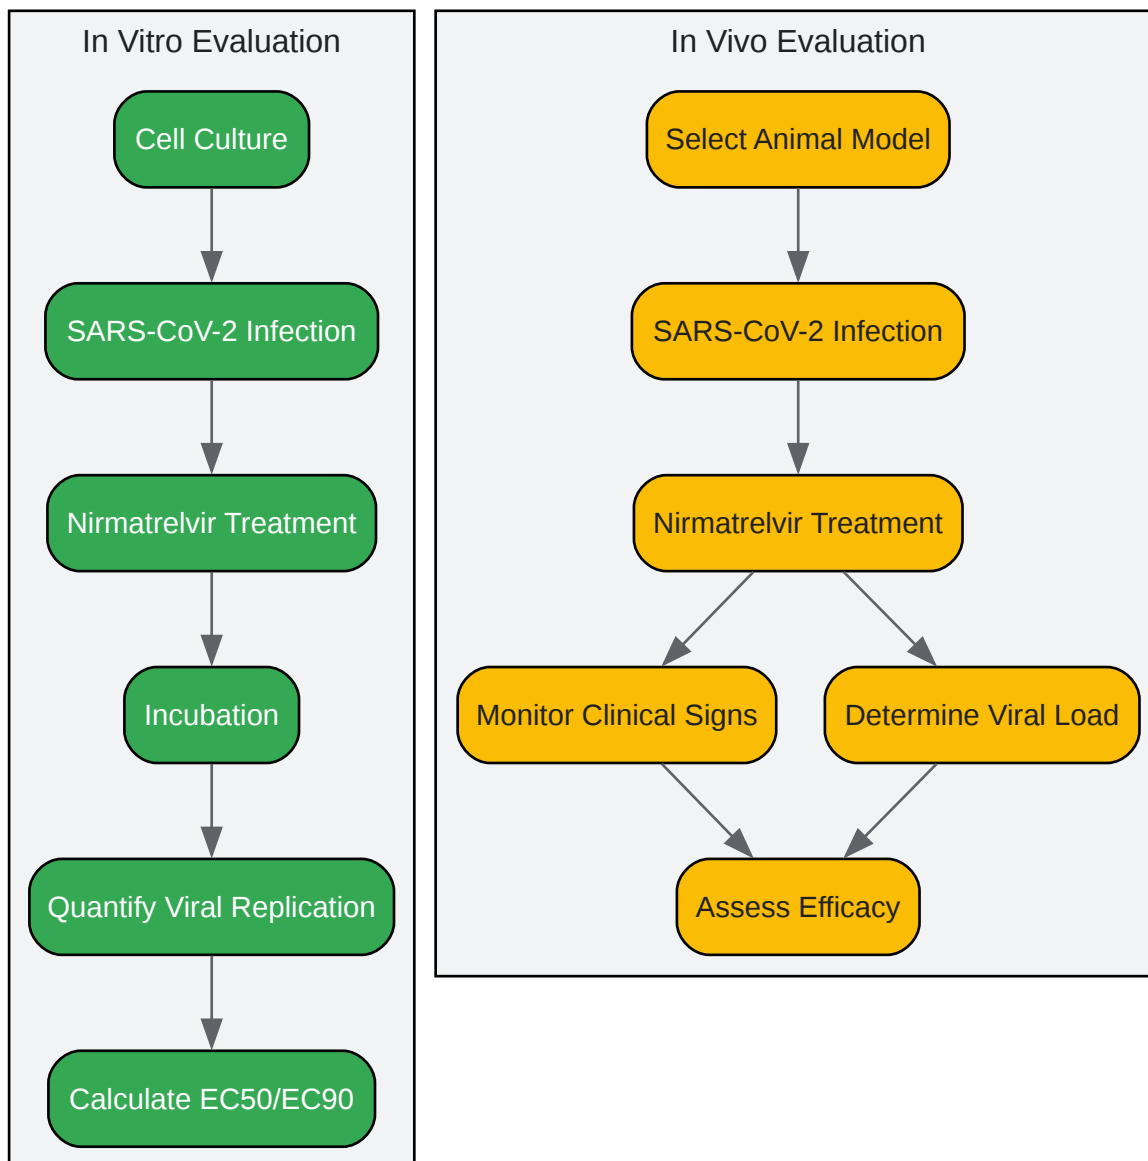 In Vitro Evaluation
Cell Culture
SARS-CoV-2 Infection
Nirmatrelvir Treatment
Incubation
Quantify Viral Replication
Calculate EC50/EC90
In Vivo Evaluation
Select Animal Model
SARS-CoV-2 Infection
Nirmatrelvir Treatment
Monitor Clinical Signs
Determine Viral Load
Assess Efficacy